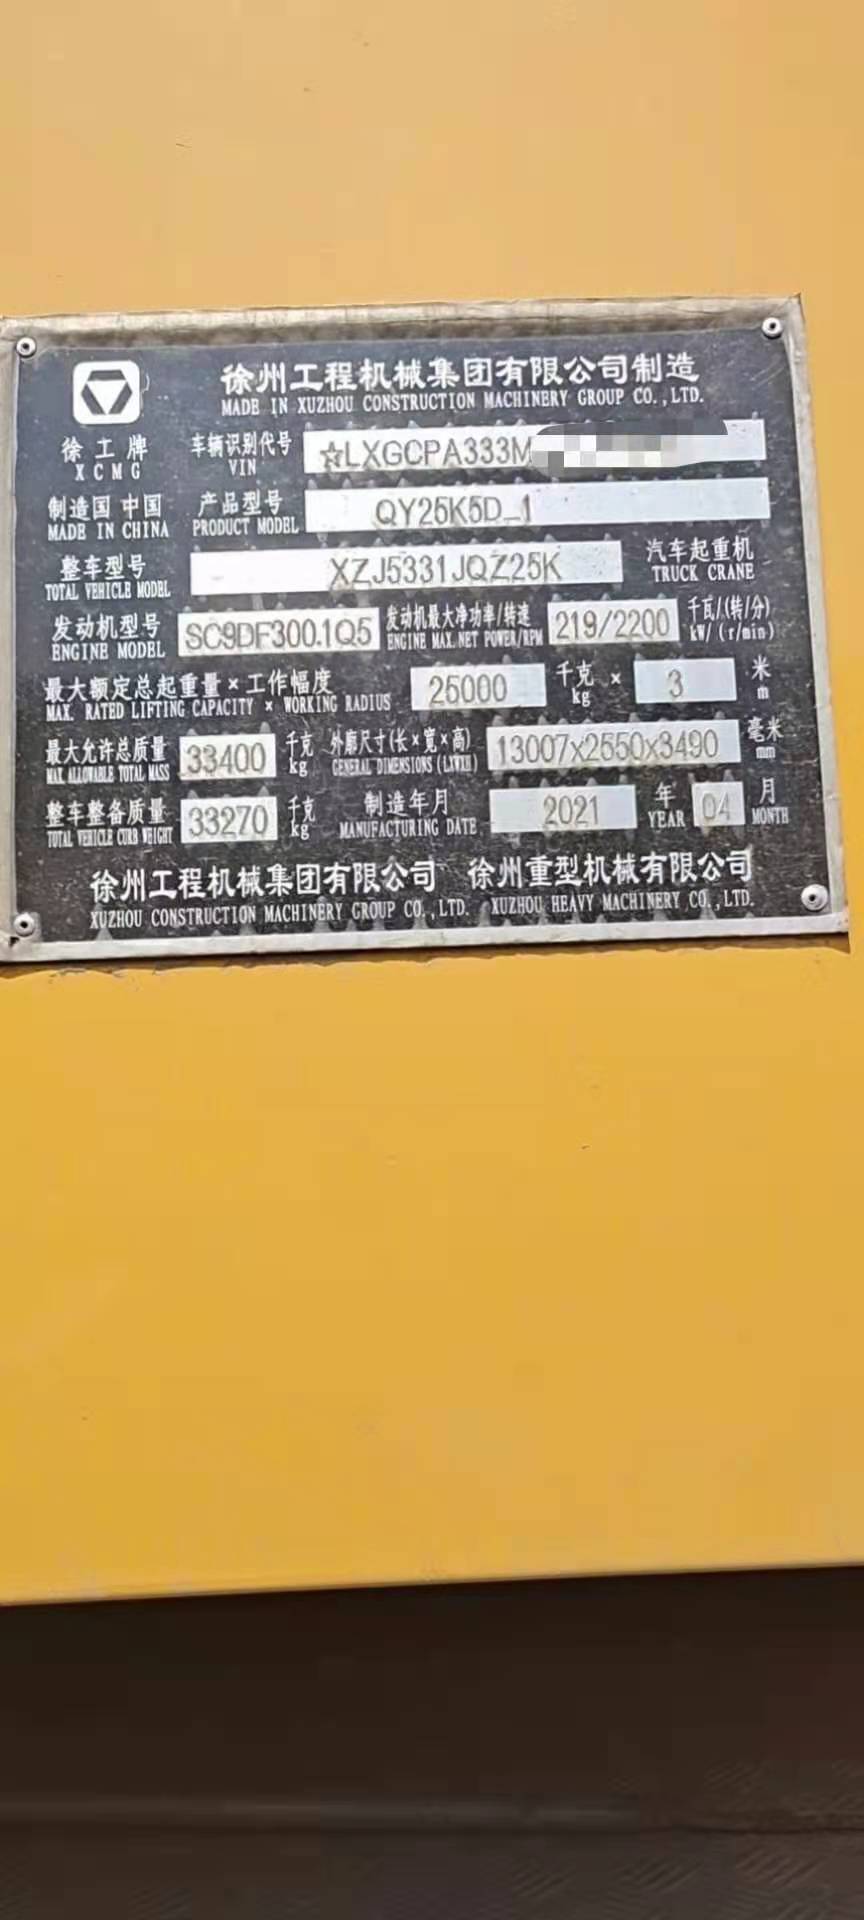 徐州工程机械集团有限公司制造
MADE IN XUZHOU CONSTRUCTION MACHINERY GROUP CO.,LTD.
徐工牌 车辆识别代号 ☆LXGCPA333M
XCMG VIN
制造国 中国 产品型号 QY25K5D_1
MADE IN CHINA PRODUCT MODEL
整车型号 XZJ5331JQZ25K 汽车起重机
TOTAL VEHICLE MODEL TRUCK CRANE
发动机型号 SC9DF300.1Q5 发动机最大净功率/转速 219/2200 千瓦/(转/分)
ENGINE MODEL ENGINE MAX.NET POWER/RPM kW/(r/min)
最大额定总起重量×工作幅度 25000 千克 × 3 米
MAX. RATED LIFTING CAPACITY × WORKING RADIUS kg m
最大允许总质量 33400 千克 外廓尺寸(长×宽×高) 13007x2550x3490 毫米
MAX ALLOWABLE TOTAL MASS kg GENERAL DIMENSIONS (LXWXH) mm
整车整备质量 33270 千克 制造年月 2021 年 04 月
TOTAL VEHICLE CURB WEIGHT kg MANUFACTURING DATE YEAR MONTH
徐州工程机械集团有限公司 徐州重型机械有限公司
XUZHOU CONSTRUCTION MACHINERY GROUP CO.,LTD. XUZHOU HEAVY MACHINERY CO.,LTD.